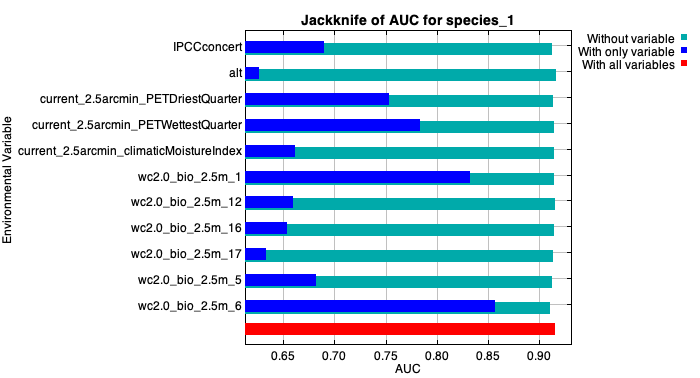 Jackknife of AUC for species_1
Without variable
With only variable
With all variables
Environmental Variable
IPCCconcert
alt
current_2.5arcmin_PETDriestQuarter
current_2.5arcmin_PETWettestQuarter
current_2.5arcmin_climaticMoistureIndex
wc2.0_bio_2.5m_1
wc2.0_bio_2.5m_12
wc2.0_bio_2.5m_16
wc2.0_bio_2.5m_17
wc2.0_bio_2.5m_5
wc2.0_bio_2.5m_6
0.65 0.70 0.75 0.80 0.85 0.90
AUC